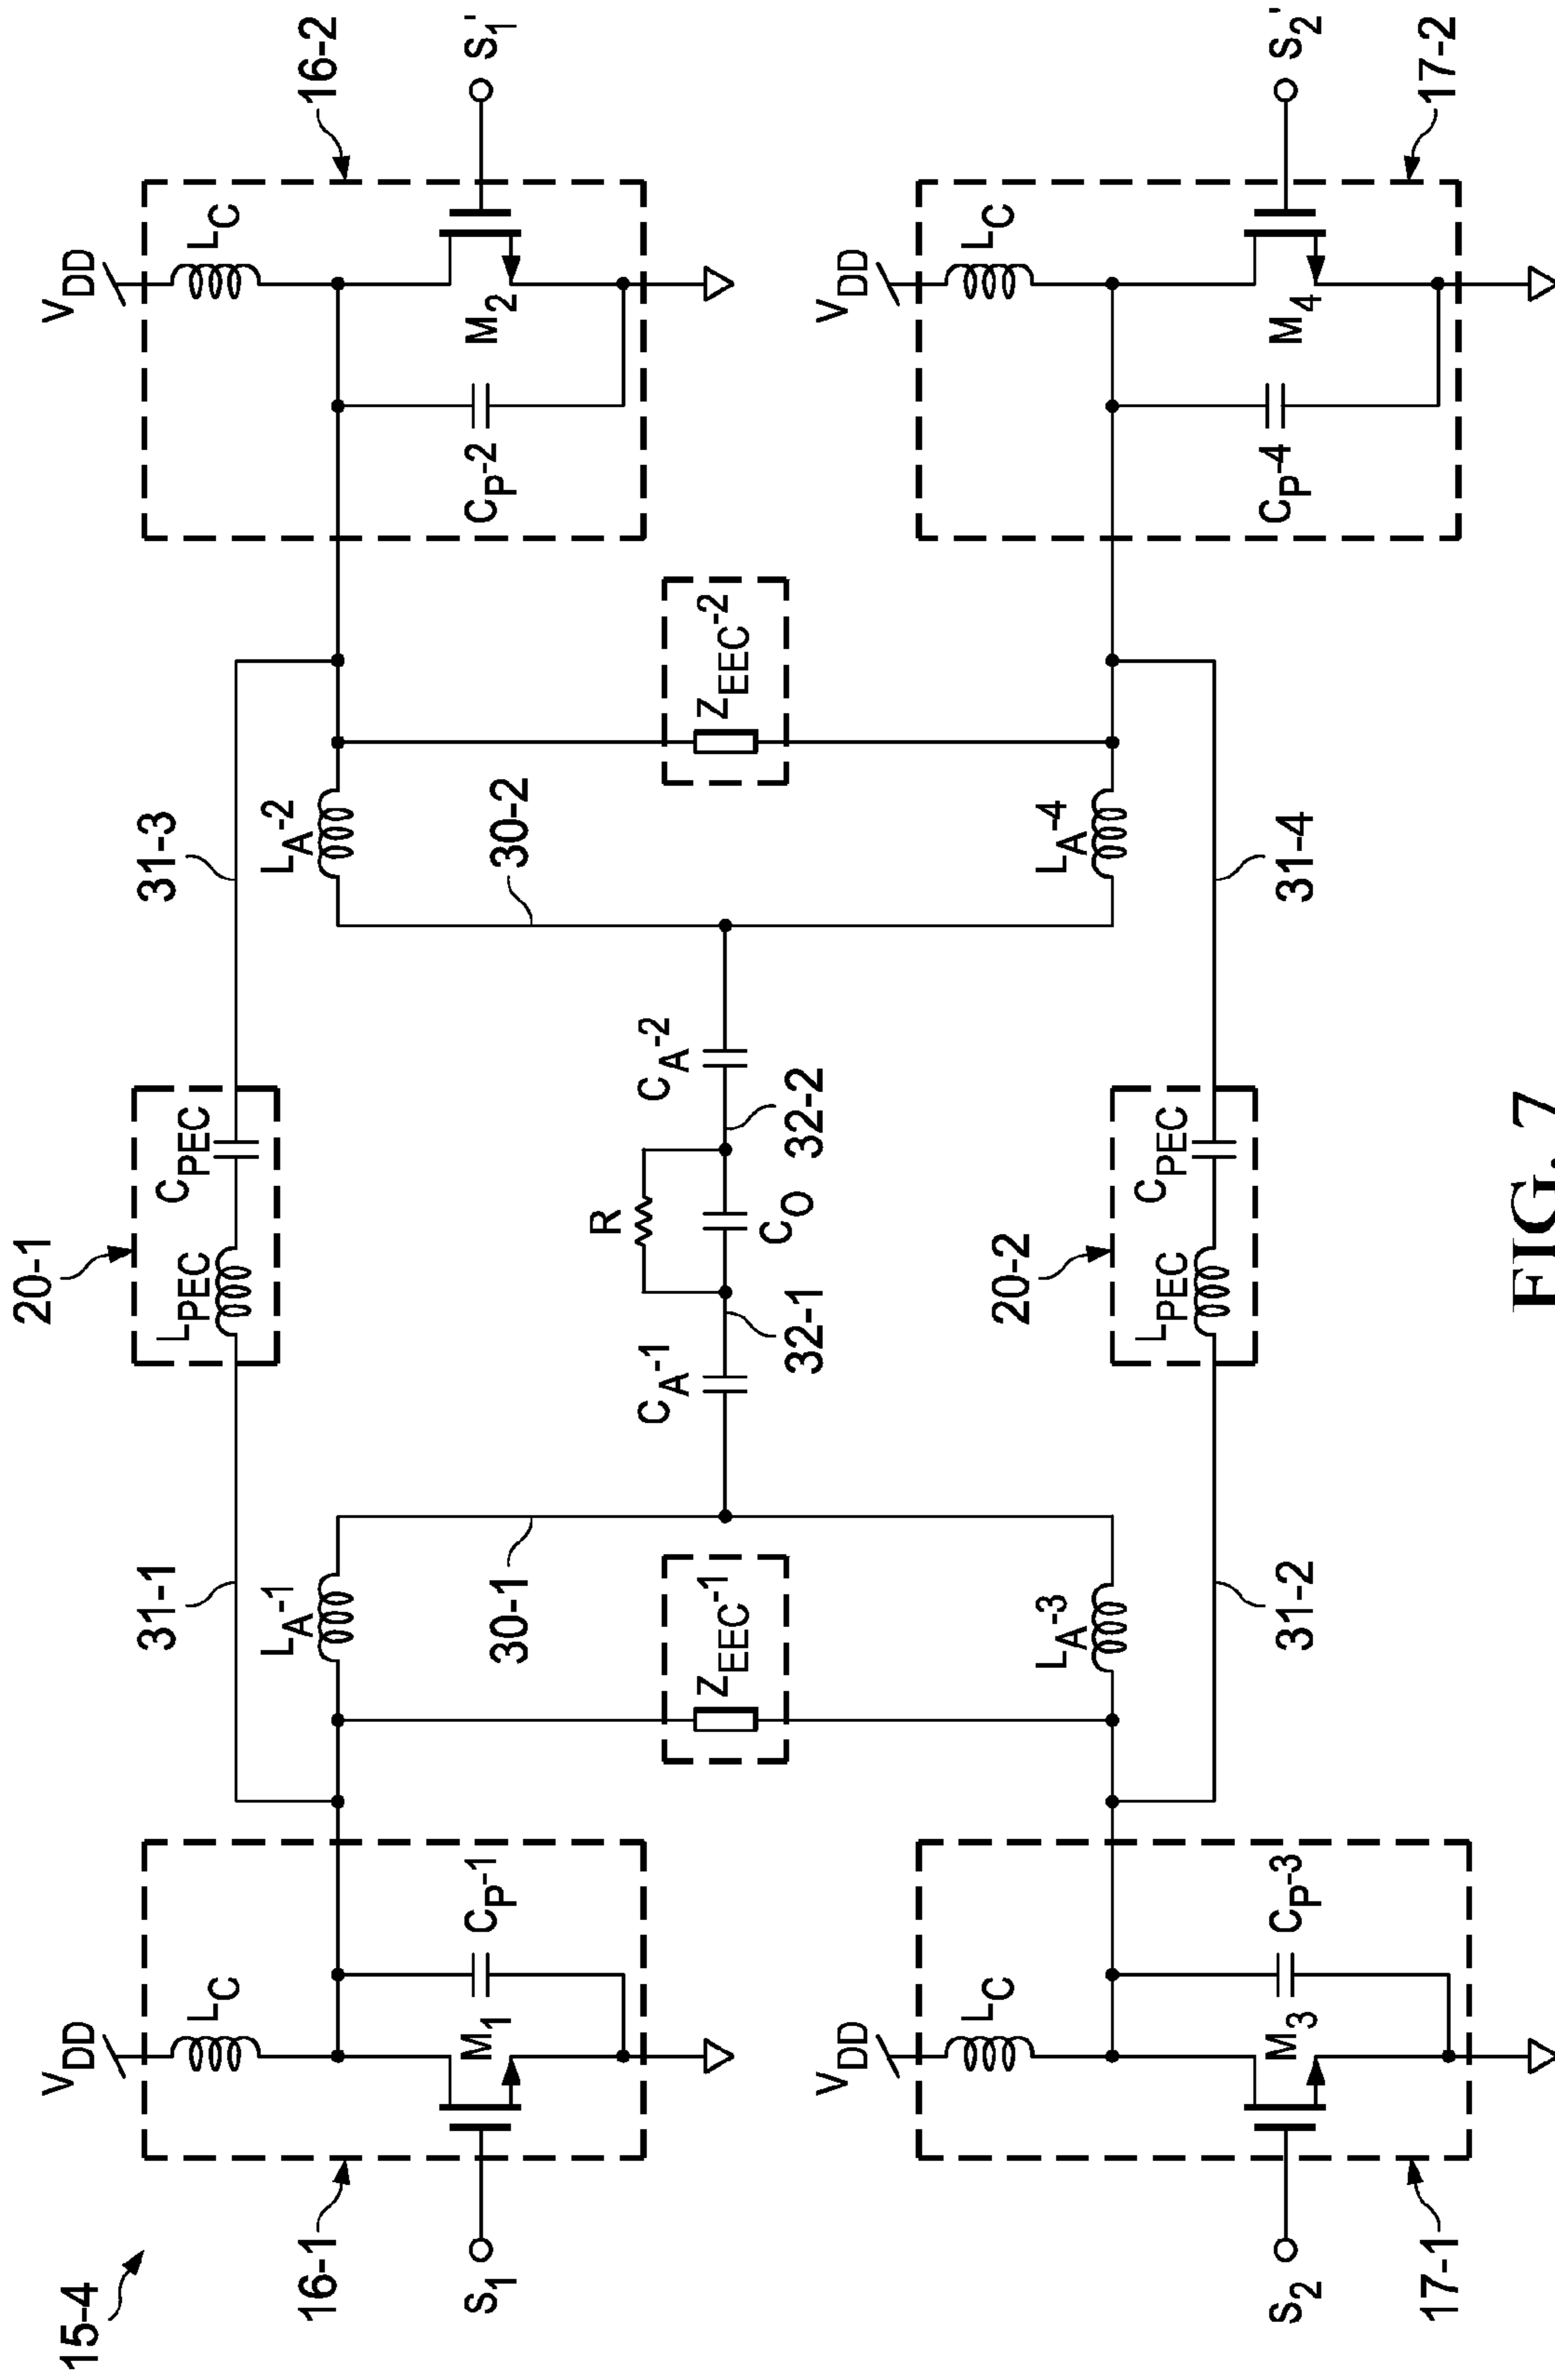 15-4
16-1
V_DD
L_C
M_1
C_P-1
S_1
31-1
L_A-1
20-1
L_PEC
C_PEC
31-3
L_A-2
16-2
V_DD
L_C
M_2
C_P-2
S_1'
30-1
Z_EEC-1
C_A-1
32-1
R
C_O
32-2
C_A-2
30-2
Z_EEC-2
17-1
V_DD
L_C
M_3
C_P-3
S_2
L_A-3
31-2
20-2
L_PEC
C_PEC
L_A-4
31-4
17-2
V_DD
L_C
M_4
C_P-4
S_2'
FIG. 7